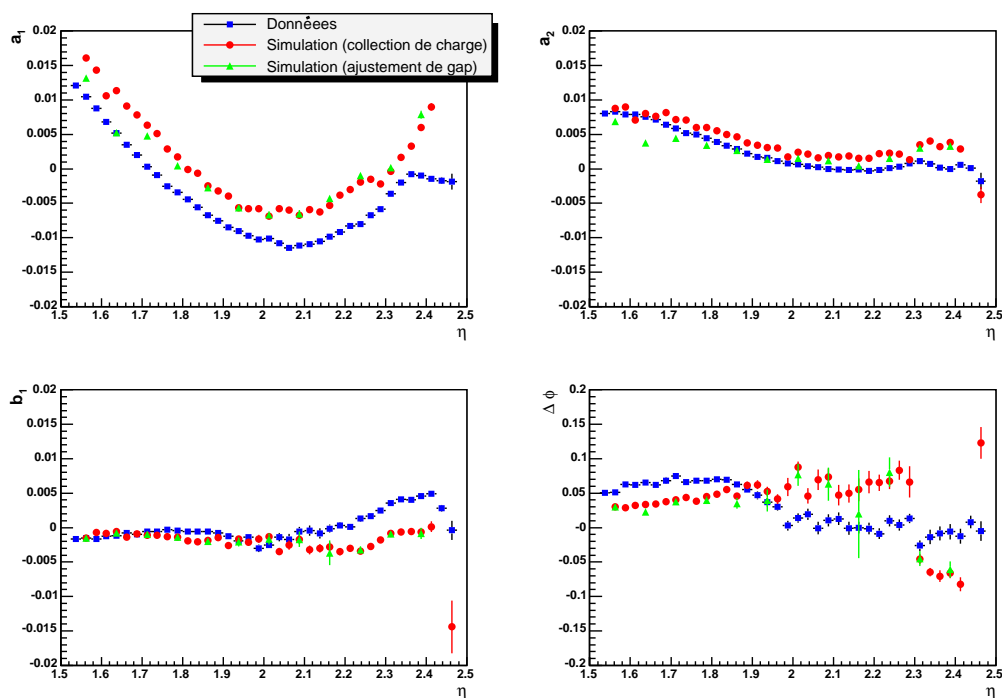 Donnéees
Simulation (collection de charge)
Simulation (ajustement de gap)
a1
0.02
0.015
0.01
0.005
0
-0.005
-0.01
-0.015
-0.02
1.5 1.6 1.7 1.8 1.9 2 2.1 2.2 2.3 2.4 2.5
η
a2
0.02
0.015
0.01
0.005
0
-0.005
-0.01
-0.015
-0.02
1.5 1.6 1.7 1.8 1.9 2 2.1 2.2 2.3 2.4 2.5
η
b1
0.02
0.015
0.01
0.005
0
-0.005
-0.01
-0.015
-0.02
1.5 1.6 1.7 1.8 1.9 2 2.1 2.2 2.3 2.4 2.5
η
Δ ϕ
0.2
0.15
0.1
0.05
0
-0.05
-0.1
-0.15
-0.2
1.5 1.6 1.7 1.8 1.9 2 2.1 2.2 2.3 2.4 2.5
η